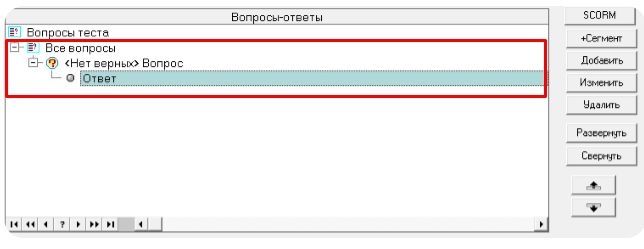 Вопросы-ответы
Вопросы теста
Все вопросы
<Нет верных> Вопрос
Ответ
SCORM
+Сегмент
Добавить
Изменить
Удалить
Развернуть
Свернуть